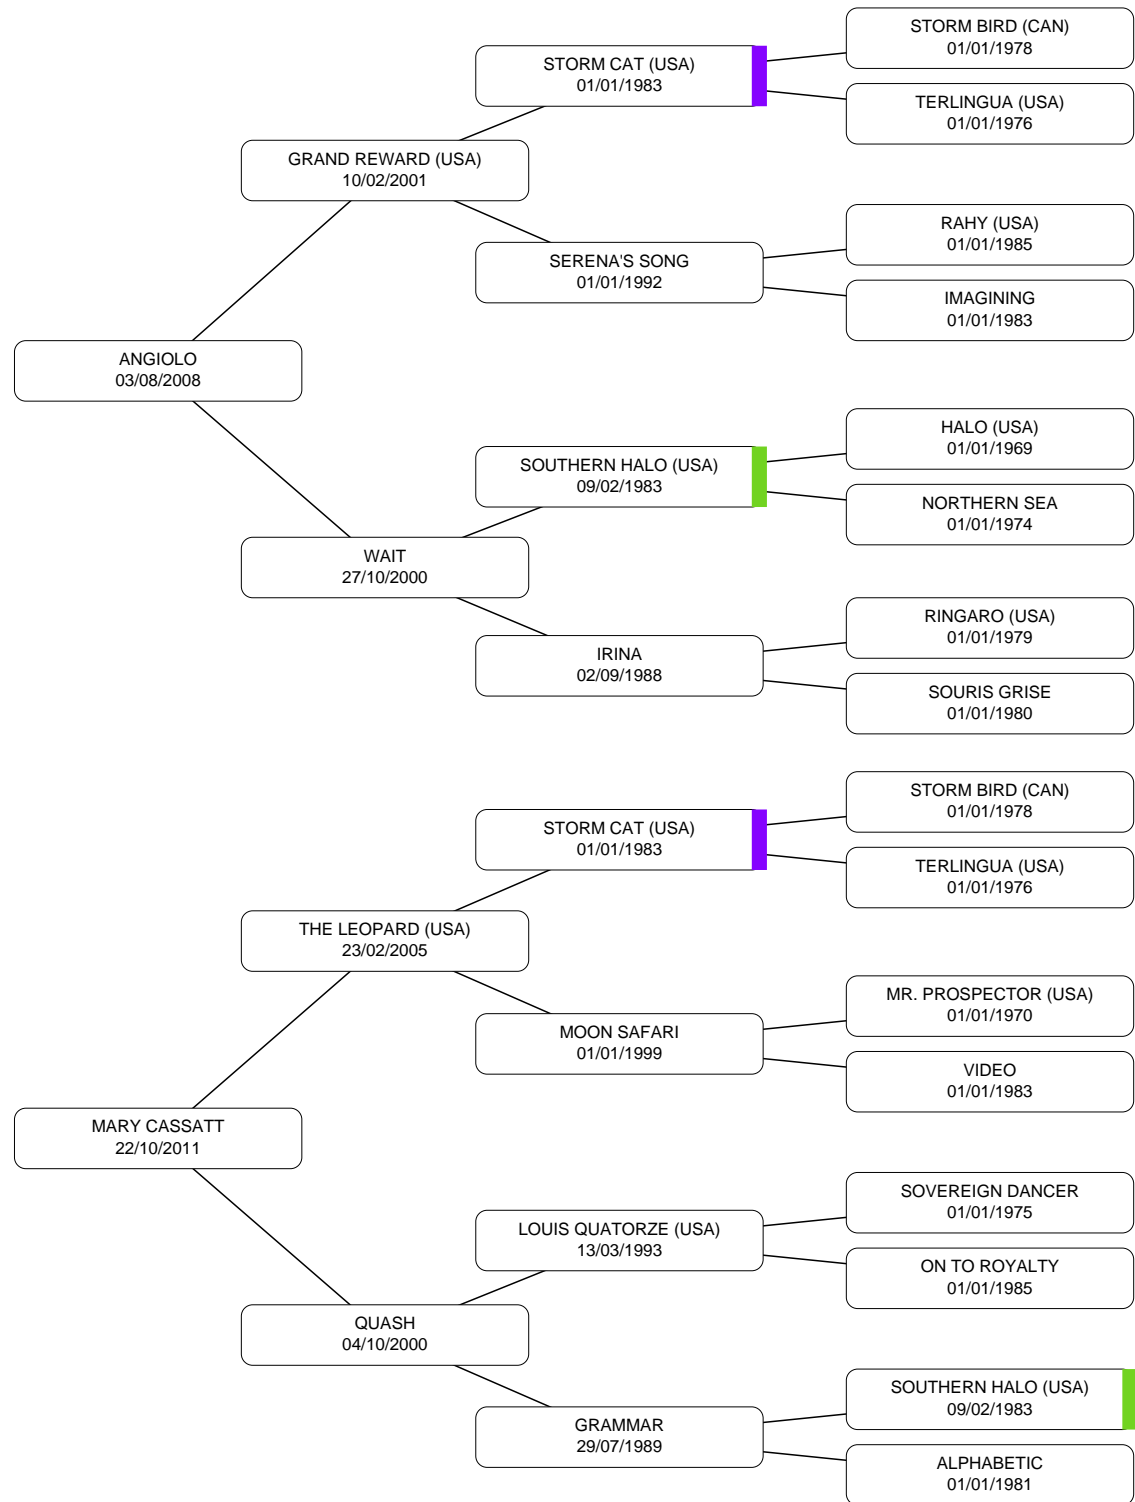 STORM BIRD (CAN)
01/01/1978
STORM CAT (USA)
01/01/1983
TERLINGUA (USA)
01/01/1976
GRAND REWARD (USA)
10/02/2001
RAHY (USA)
01/01/1985
SERENA'S SONG
01/01/1992
IMAGINING
01/01/1983
ANGIOLO
03/08/2008
HALO (USA)
01/01/1969
SOUTHERN HALO (USA)
09/02/1983
NORTHERN SEA
01/01/1974
WAIT
27/10/2000
RINGARO (USA)
01/01/1979
IRINA
02/09/1988
SOURIS GRISE
01/01/1980
STORM BIRD (CAN)
01/01/1978
STORM CAT (USA)
01/01/1983
TERLINGUA (USA)
01/01/1976
THE LEOPARD (USA)
23/02/2005
MR. PROSPECTOR (USA)
01/01/1970
MOON SAFARI
01/01/1999
VIDEO
01/01/1983
MARY CASSATT
22/10/2011
SOVEREIGN DANCER
01/01/1975
LOUIS QUATORZE (USA)
13/03/1993
ON TO ROYALTY
01/01/1985
QUASH
04/10/2000
SOUTHERN HALO (USA)
09/02/1983
GRAMMAR
29/07/1989
ALPHABETIC
01/01/1981